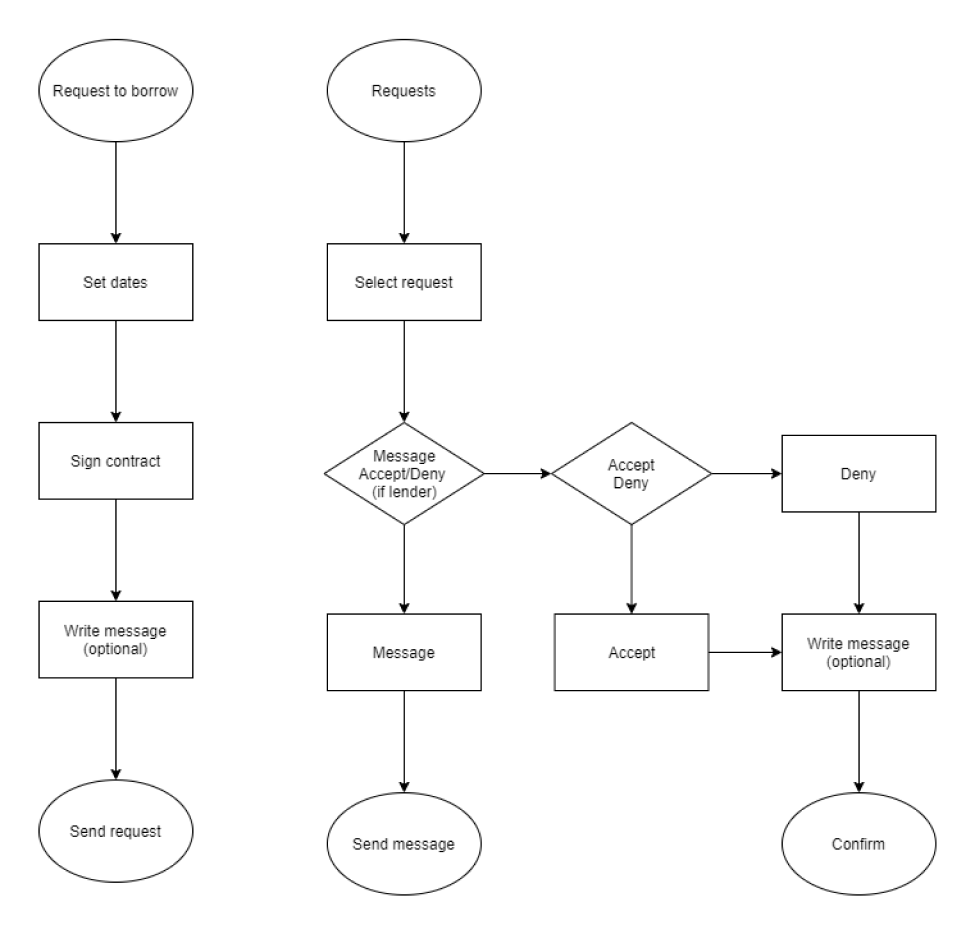 Request to borrow
Set dates
Sign contract
Write message
(optional)
Send request
Requests
Select request
Message
Accept/Deny
(if lender)
Message
Send message
Accept
Deny
Accept
Deny
Write message
(optional)
Confirm